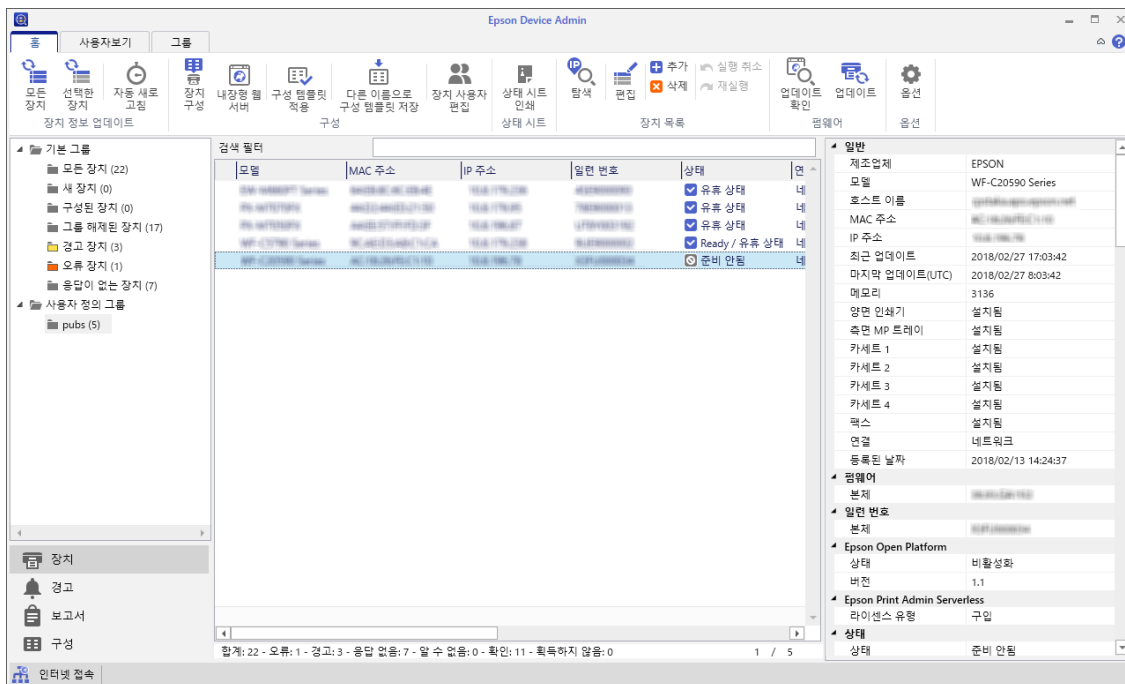 Epson Device Admin
홈 사용자보기 그룹
모든 장치
선택한 장치
자동 새로 고침
장치 정보 업데이트
장치 구성
내장형 웹 서버
구성 템플릿 적용
다른 이름으로 구성 템플릿 저장
장치 사용자 편집
구성
상태 시트 인쇄
상태 시트
탐색
편집
추가
삭제
실행 취소
재실행
장치 목록
업데이트 확인
업데이트
펌웨어
옵션
옵션
기본 그룹
모든 장치 (22)
새 장치 (0)
구성된 장치 (0)
그룹 해제된 장치 (17)
경고 장치 (3)
오류 장치 (1)
응답이 없는 장치 (7)
사용자 정의 그룹
pubs (5)
장치
경고
보고서
구성
검색 필터
모델 MAC 주소 IP 주소 일련 번호 상태 연
유휴 상태 네
유휴 상태 네
유휴 상태 네
Ready / 유휴 상태 네
준비 안됨 네
합계: 22 - 오류: 1 - 경고: 3 - 응답 없음: 7 - 알 수 없음: 0 - 확인: 11 - 획득하지 않음: 0 1 / 5
일반
제조업체 EPSON
모델 WF-C20590 Series
호스트 이름
MAC 주소
IP 주소
최근 업데이트 2018/02/27 17:03:42
마지막 업데이트(UTC) 2018/02/27 8:03:42
메모리 3136
양면 인쇄기 설치됨
측면 MP 트레이 설치됨
카세트 1 설치됨
카세트 2 설치됨
카세트 3 설치됨
카세트 4 설치됨
팩스 설치됨
연결 네트워크
등록된 날짜 2018/02/13 14:24:37
펌웨어
본체
일련 번호
본체
Epson Open Platform
상태 비활성화
버전 1.1
Epson Print Admin Serverless
라이센스 유형 구입
상태
상태 준비 안됨
인터넷 접속